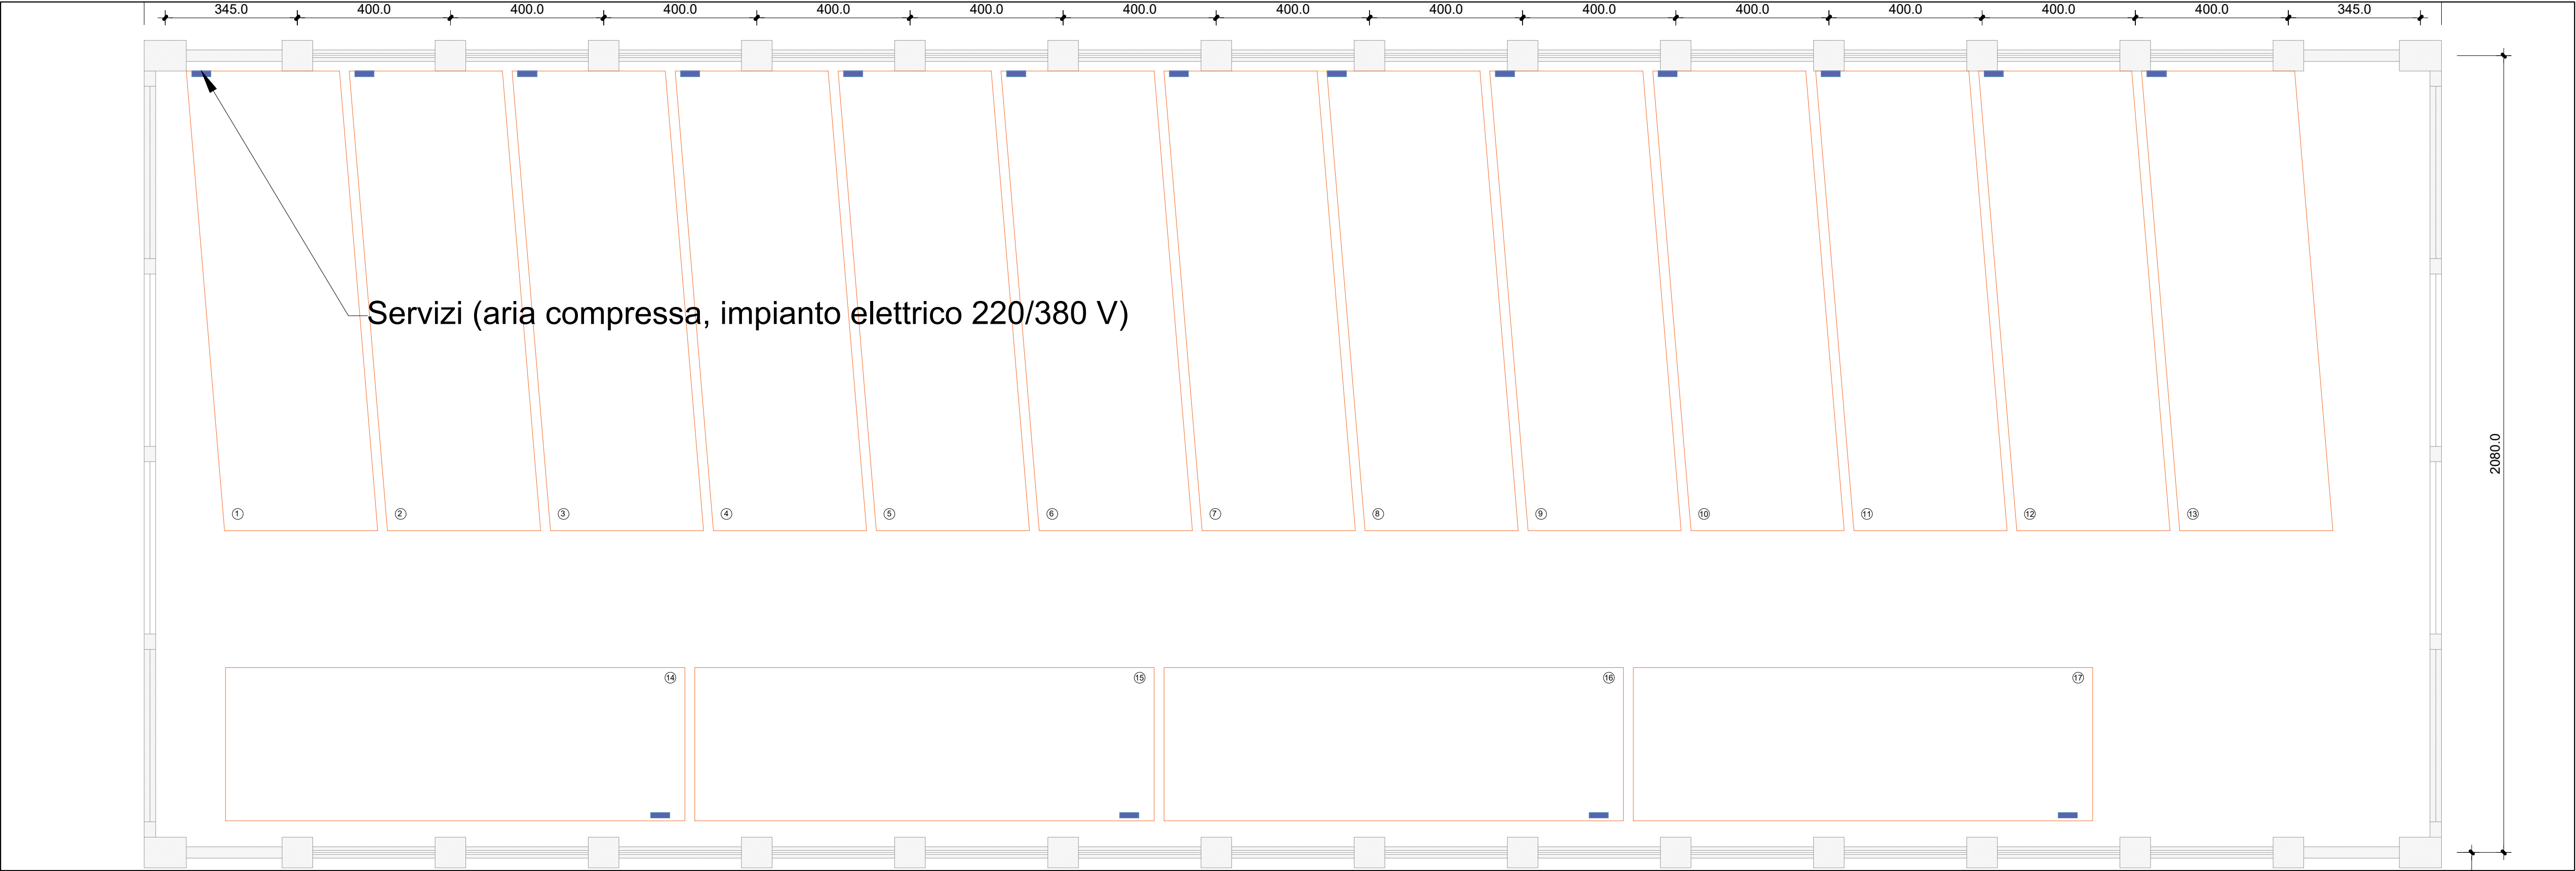 345.0 400.0 400.0 400.0 400.0 400.0 400.0 400.0 400.0 400.0 400.0 400.0 400.0 400.0 345.0
Servizi (aria compressa, impianto elettrico 220/380 V)
2080.0
1 2 3 4 5 6 7 8 9 10 11 12 13
14 15 16 17